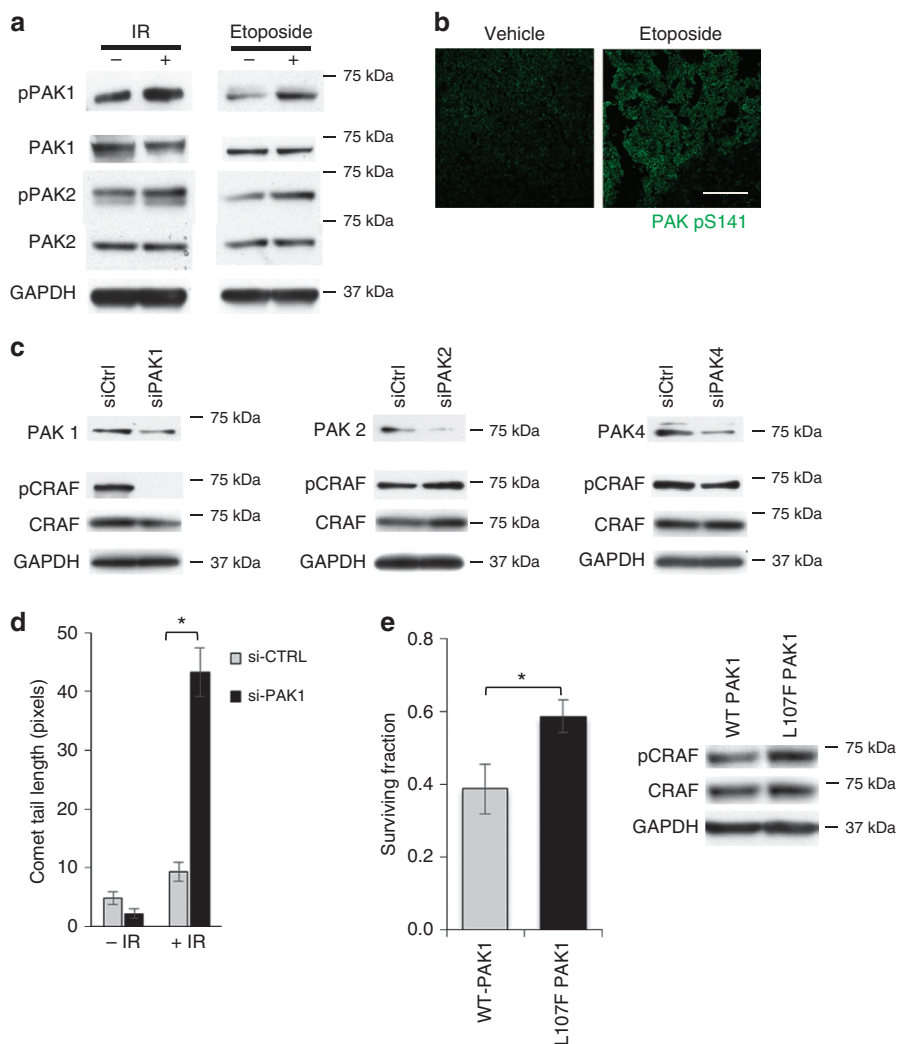 a
IR
Etoposide
– +
– +
pPAK1
75 kDa
PAK1
75 kDa
pPAK2
75 kDa
PAK2
75 kDa
GAPDH
37 kDa
b
Vehicle
Etoposide
PAK pS141
c
siCtrl
siPAK1
PAK 1
75 kDa
pCRAF
75 kDa
CRAF
75 kDa
GAPDH
37 kDa
siCtrl
siPAK2
PAK 2
75 kDa
pCRAF
75 kDa
CRAF
75 kDa
GAPDH
37 kDa
siCtrl
siPAK4
PAK4
75 kDa
pCRAF
75 kDa
CRAF
75 kDa
GAPDH
37 kDa
d
Comet tail length (pixels)
50
40
30
20
10
0
*
si-CTRL
si-PAK1
– IR
+ IR
e
Surviving fraction
0.8
0.6
0.4
0.2
0.0
*
WT-PAK1
L107F PAK1
WT PAK1
L107F PAK1
pCRAF
75 kDa
CRAF
75 kDa
GAPDH
37 kDa